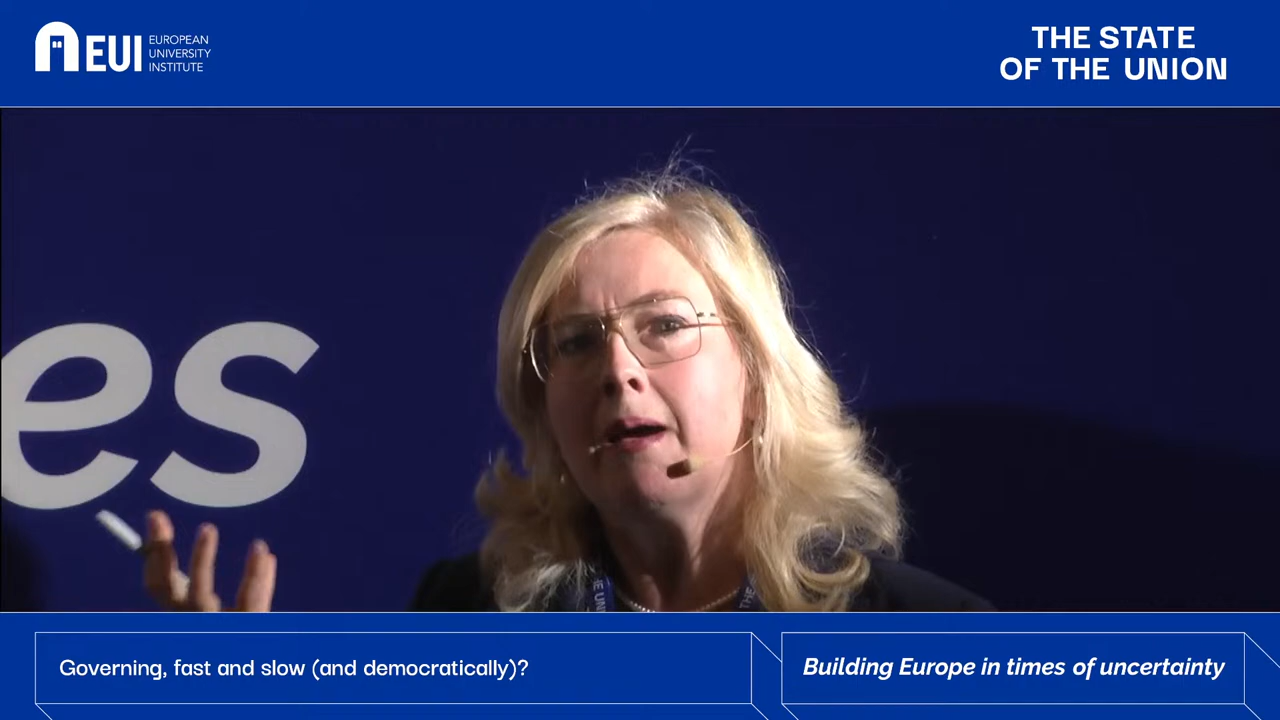 EUI
EUROPEAN
UNIVERSITY
INSTITUTE
THE STATE
OF THE UNION
es
THE
Governing, fast and slow (and democratically)?
Building Europe in times of uncertainty